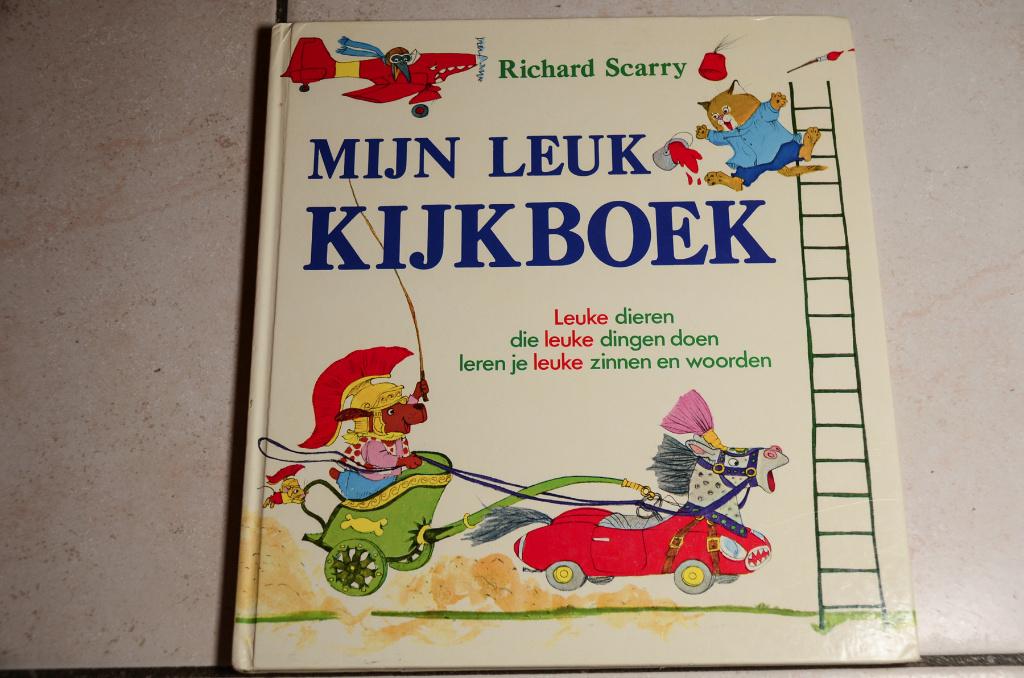 Richard Scarry
MIJN LEUK
KIJKBOEK
Leuke dieren
die leuke dingen doen
leren je leuke zinnen en woorden